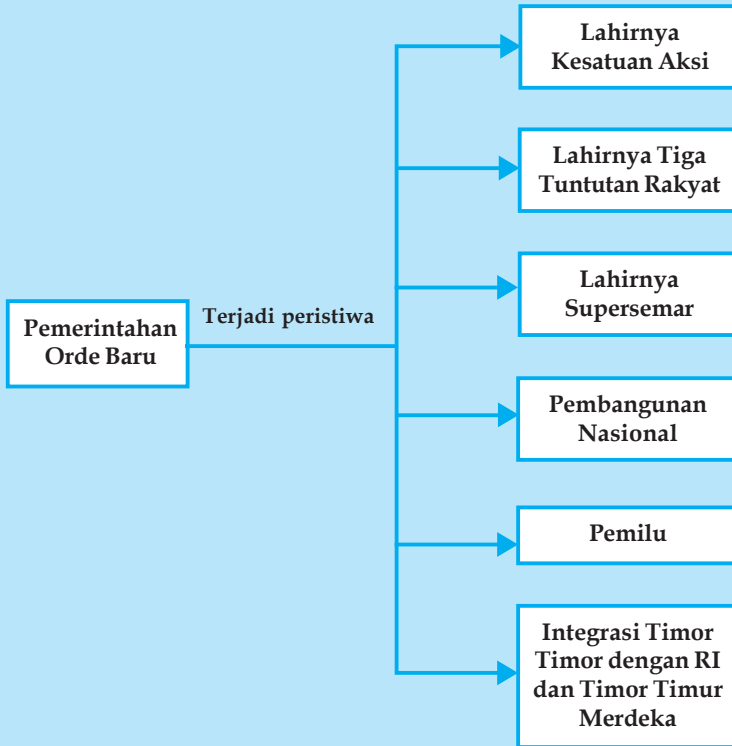 Pemerintahan
Orde Baru
Terjadi peristiwa
Lahirnya
Kesatuan Aksi
Lahirnya Tiga
Tuntutan Rakyat
Lahirnya
Supersemar
Pembangunan
Nasional
Pemilu
Integrasi Timor
Timor dengan RI
dan Timor Timur
Merdeka